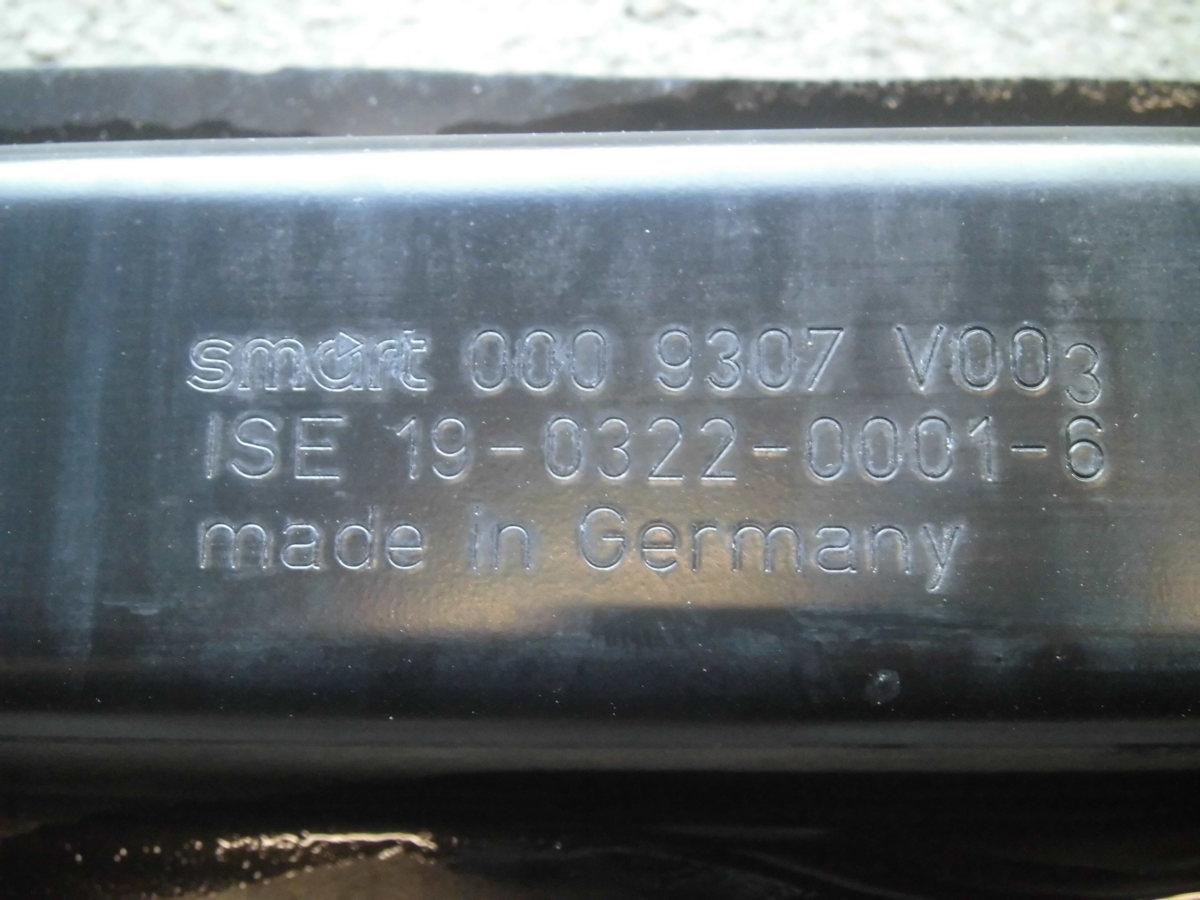 smart 000 9307 V003
ISE 19-0322-0001-6
made in Germany